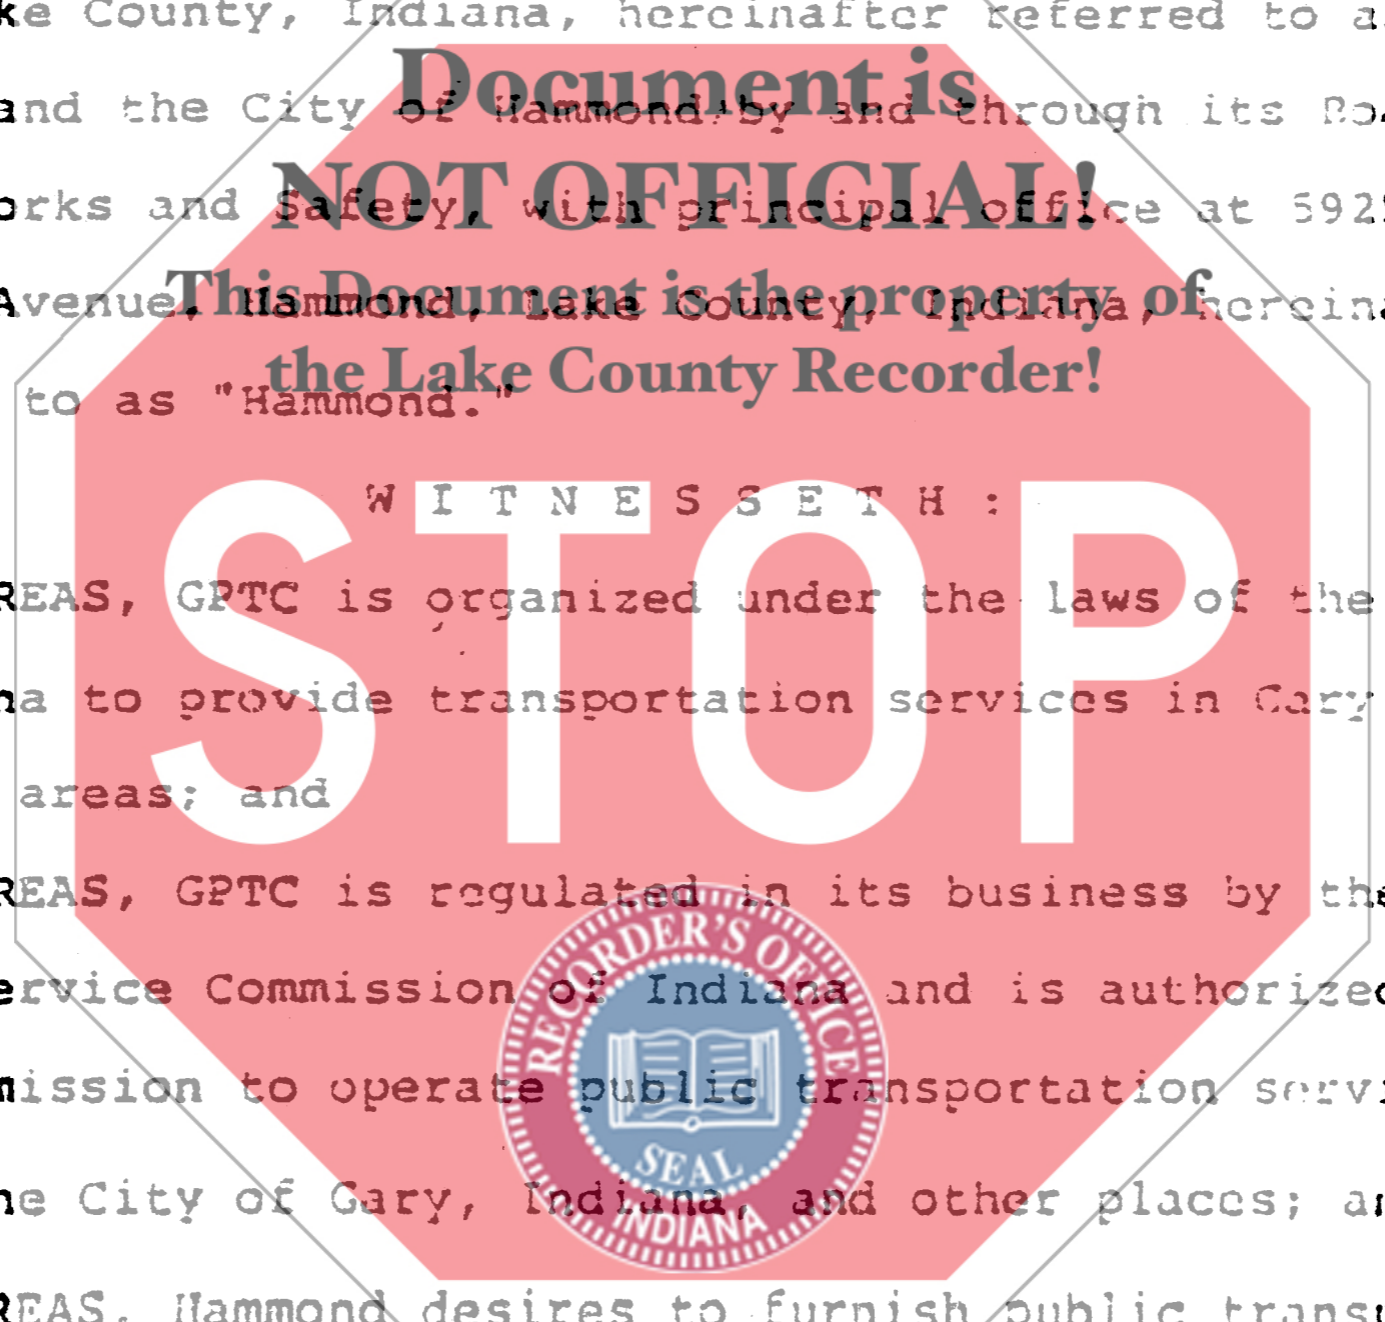 ke County, Indiana, hereinafter referred to a
Document is
and the City of Hammond, by and through its
NOT OFFICIAL!
orks and Safety, with principal office at 592
This Document is the property of
Avenue, Hammond, Lake County, Indiana, hereina
the Lake County Recorder!
to as "Hammond."
W I T N E S S E T H :
STOP
REAS, GPTC is organized under the laws of the
na to provide transportation services in Gary
areas; and
REAS, GPTC is regulated in its business by the
RECORDER'S OFFICE
ervice Commission of Indiana and is authorized
mission to operate public transportation servi
SEAL
he City of Gary, Indiana, and other places; an
INDIANA
REAS, Hammond desires to furnish public transp